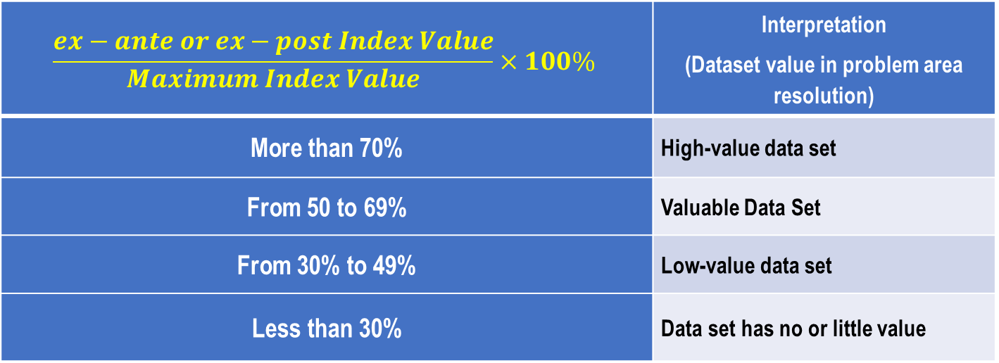 ex − ante or ex − post Index Value
Maximum Index Value
× 100%
Interpretation
(Dataset value in problem area
resolution)
More than 70%
High-value data set
From 50 to 69%
Valuable Data Set
From 30% to 49%
Low-value data set
Less than 30%
Data set has no or little value